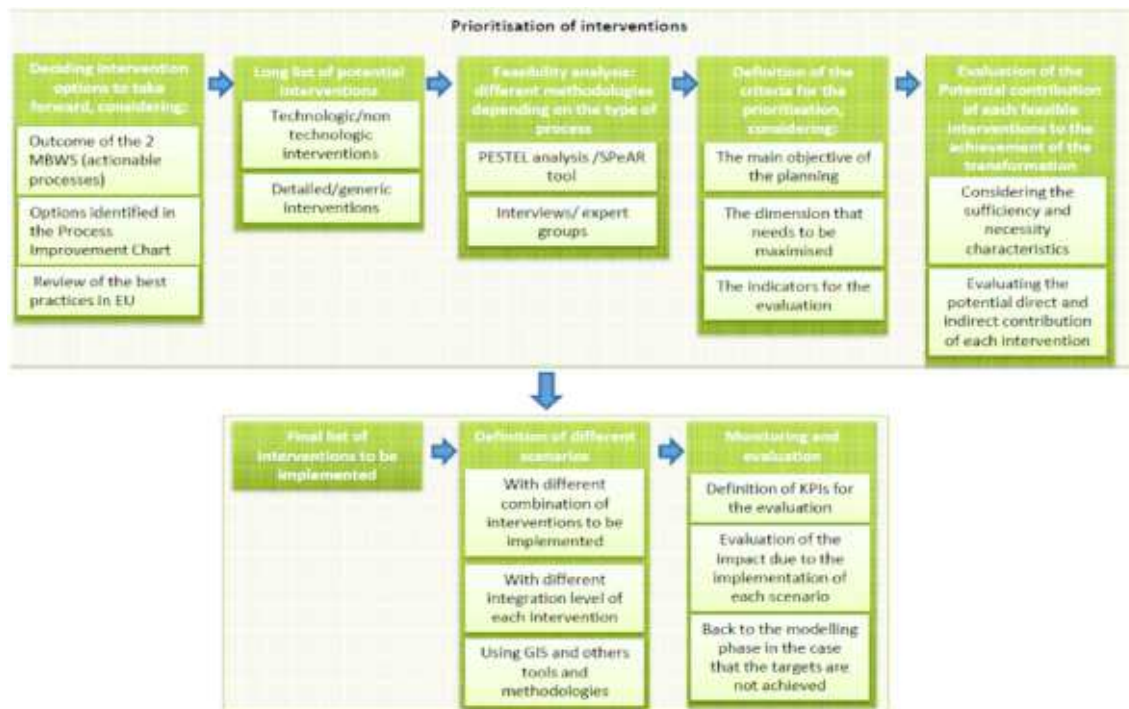 Prioritisation of interventions
Deciding intervention
options to take
forward, considering:
Outcome of the 2
MBWS (actionable
processes)
Options identified in
the Process
Improvement Chart
Review of the best
practices in EU
Long list of potential
interventions
Technologic/non
technologic
interventions
Detailed/generic
interventions
Feasibility analysis:
different methodologies
depending on the type of
process
PESTEL analysis /SPeAR
tool
Interviews/ expert
groups
Definition of the
criteria for the
prioritisation,
considering:
The main objective of
the planning
The dimension that
needs to be
maximised
The indicators for the
evaluation
Evaluation of the
Potential contribution
of each feasible
interventions to the
achievement of the
transformation
Considering the
sufficiency and
necessity
characteristics
Evaluating the
potential direct and
indirect contribution
of each intervention
Final list of
interventions to be
implemented
Definition of different
scenarios
With different
combination of
interventions to be
implemented
With different
integration level of
each intervention
Using GIS and others
tools and
methodologies
Monitoring and
evaluation
Definition of KPIs for
the evaluation
Evaluation of the
impact due to the
implementation of
each scenario
Back to the modelling
phase in the case
that the targets are
not achieved